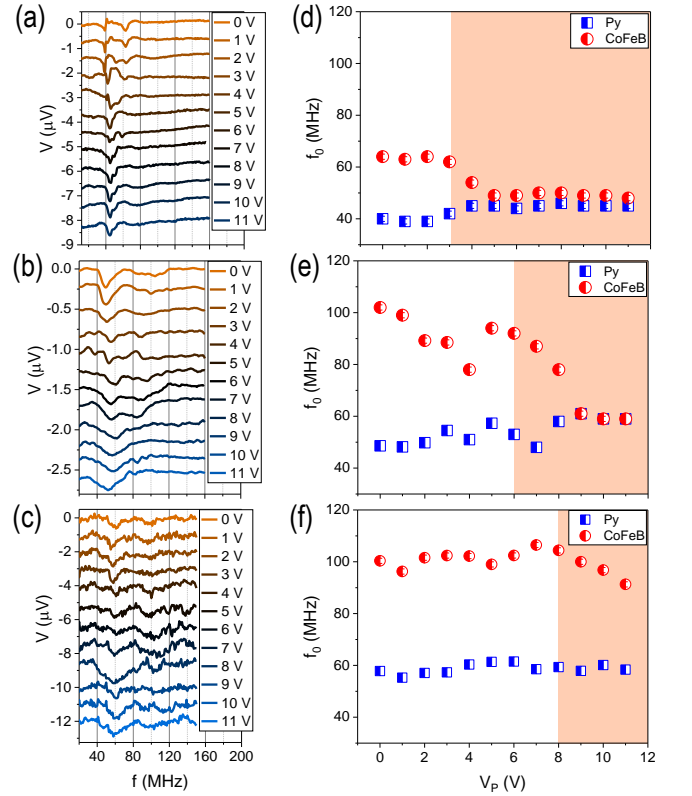 (a)
0
-1
-2
-3
-4
-5
-6
-7
-8
-9
V (μV)
0 V
1 V
2 V
3 V
4 V
5 V
6 V
7 V
8 V
9 V
10 V
11 V
(d)
100
80
60
40
f₀ (MHz)
Py
CoFeB
(b)
0.0
-0.5
-1.0
-1.5
-2.0
-2.5
V (μV)
0 V
1 V
2 V
3 V
4 V
5 V
6 V
7 V
8 V
9 V
10 V
11 V
(e)
120
100
80
60
40
f₀ (MHz)
Py
CoFeB
(c)
0
-2
-4
-6
-8
-10
-12
V (μV)
0 V
1 V
2 V
3 V
4 V
5 V
6 V
7 V
8 V
9 V
10 V
11 V
40 80 120 160 200
f (MHz)
(f)
120
100
80
60
40
f₀ (MHz)
Py
CoFeB
0 2 4 6 8 10 12
V_P (V)